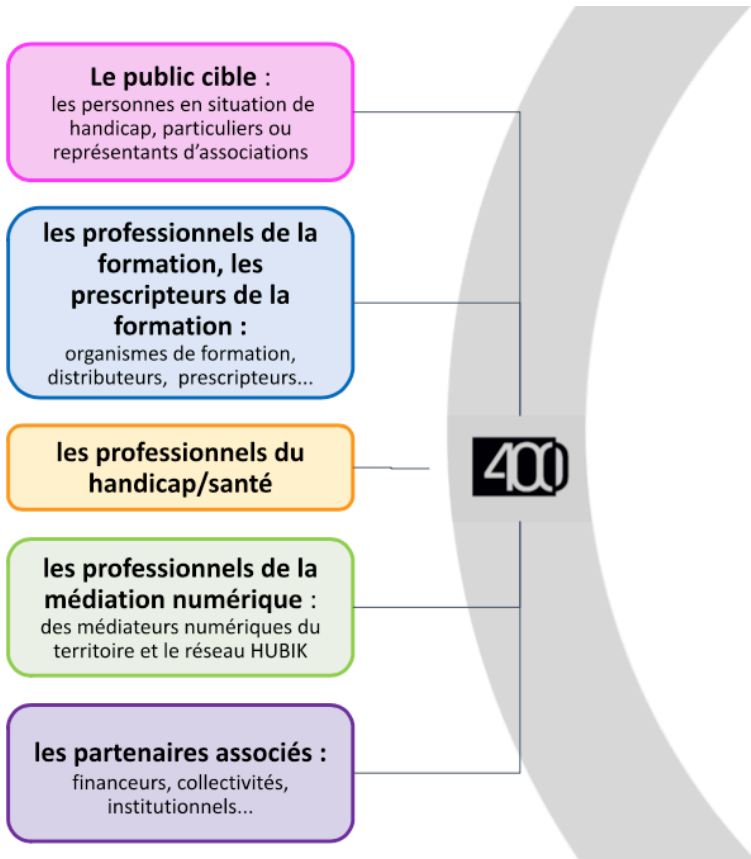 Le public cible :
les personnes en situation de
handicap, particuliers ou
représentants d'associations
les professionnels de la
formation, les
prescripteurs de la
formation :
organismes de formation,
distributeurs, prescripteurs...
les professionnels du
handicap/santé
400
les professionnels de la
médiation numérique :
des médiateurs numériques du
territoire et le réseau HUBIK
les partenaires associés :
financeurs, collectivités,
institutionnels...